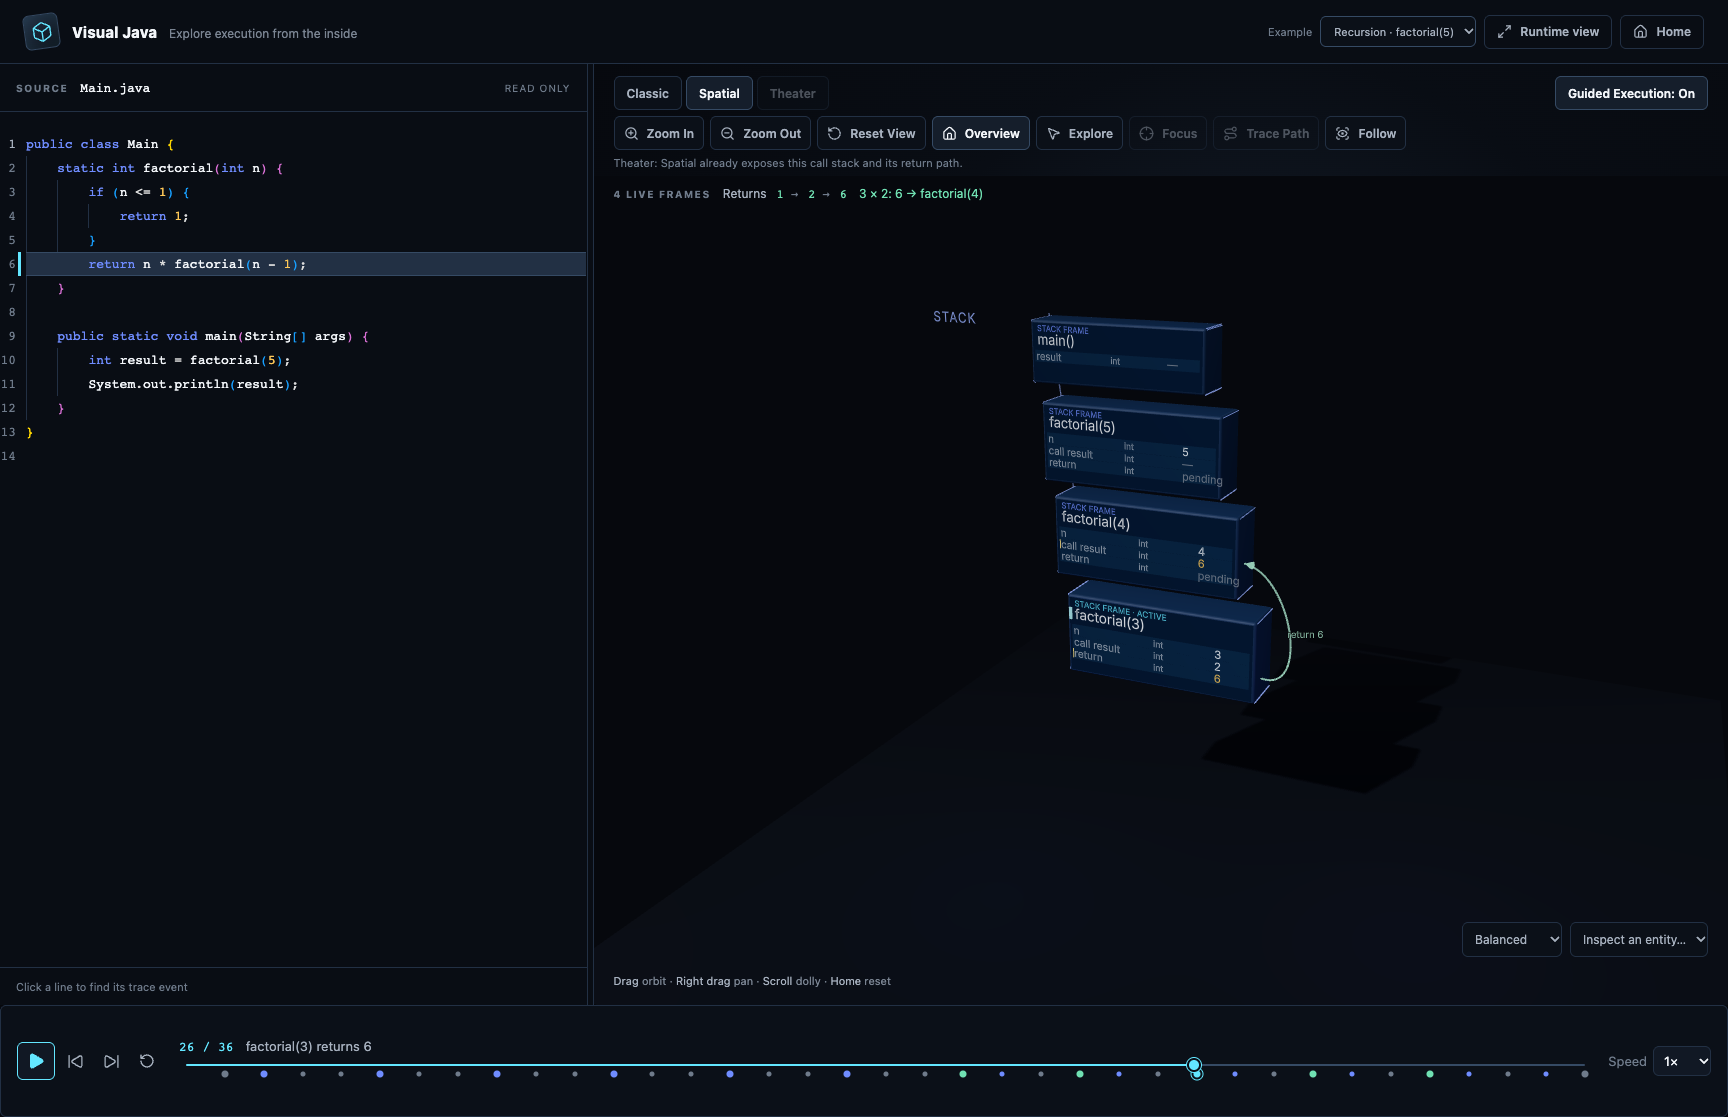 Visual Java Explore execution from the inside
Example Recursion · factorial(5) Runtime view Home
SOURCE Main.java READ ONLY
1 public class Main {
2 static int factorial(int n) {
3 if (n <= 1) {
4 return 1;
5 }
6 return n * factorial(n - 1);
7 }
8
9 public static void main(String[] args) {
10 int result = factorial(5);
11 System.out.println(result);
12 }
13 }
14
Click a line to find its trace event
Classic Spatial Theater Guided Execution: On
Zoom In Zoom Out Reset View Overview Explore Focus Trace Path Follow
Theater: Spatial already exposes this call stack and its return path.
4 LIVE FRAMES Returns 1 → 2 → 6 3 × 2: 6 → factorial(4)
STACK
STACK FRAME
main()
result int —
STACK FRAME
factorial(5)
n int 5
call result int —
return int pending
STACK FRAME
factorial(4)
n int 4
call result int 6
return int pending
STACK FRAME · ACTIVE
factorial(3)
n int 3
call result int 2
return int 6
return 6
Balanced Inspect an entity...
Drag orbit · Right drag pan · Scroll dolly · Home reset
26 / 36 factorial(3) returns 6
Speed 1×